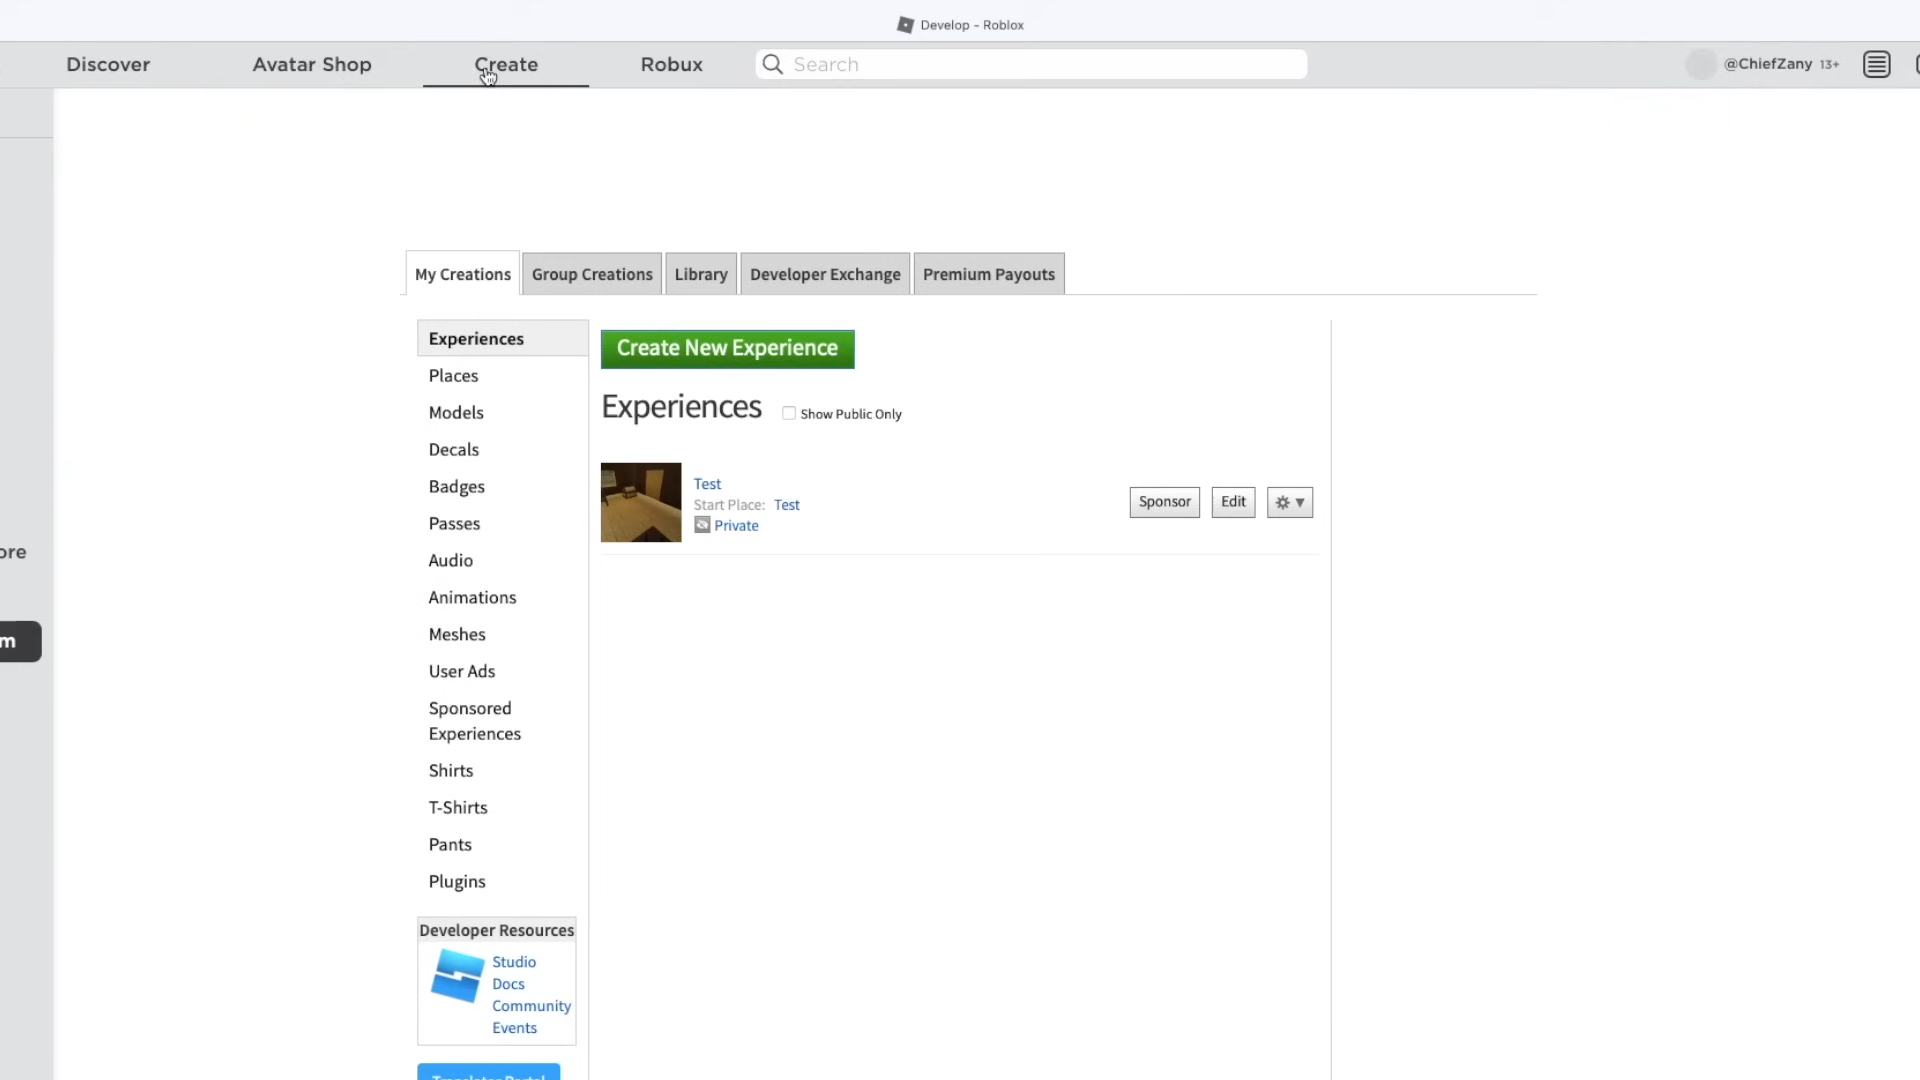 Develop - Roblox
Discover
Avatar Shop
Create
Robux
Search
@ChiefZany 13+
My Creations
Group Creations
Library
Developer Exchange
Premium Payouts
Experiences
Places
Models
Decals
Badges
Passes
Audio
Animations
Meshes
User Ads
Sponsored
Experiences
Shirts
T-Shirts
Pants
Plugins
Developer Resources
Studio
Docs
Community
Events
Create New Experience
Experiences
Show Public Only
Test
Start Place: Test
Private
Sponsor
Edit
ore
m